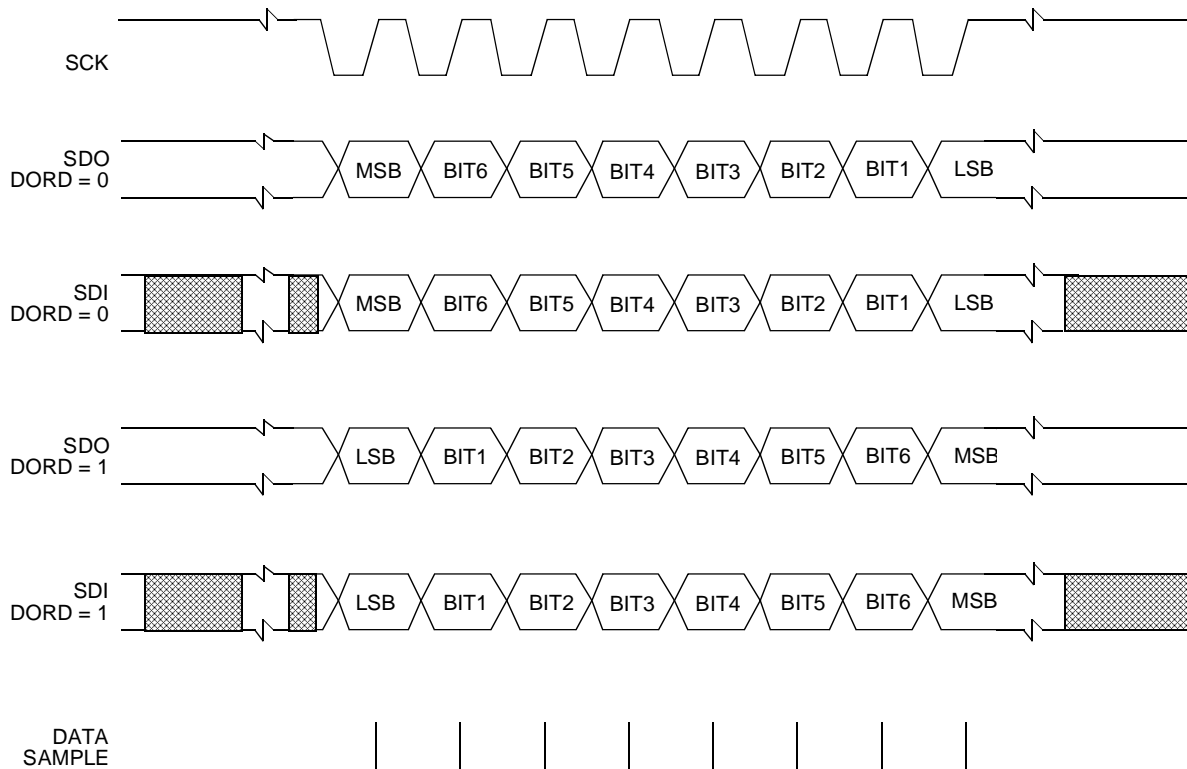 SCK
SDO
DORD = 0
MSB BIT6 BIT5 BIT4 BIT3 BIT2 BIT1 LSB
SDI
DORD = 0
MSB BIT6 BIT5 BIT4 BIT3 BIT2 BIT1 LSB
SDO
DORD = 1
LSB BIT1 BIT2 BIT3 BIT4 BIT5 BIT6 MSB
SDI
DORD = 1
LSB BIT1 BIT2 BIT3 BIT4 BIT5 BIT6 MSB
DATA
SAMPLE